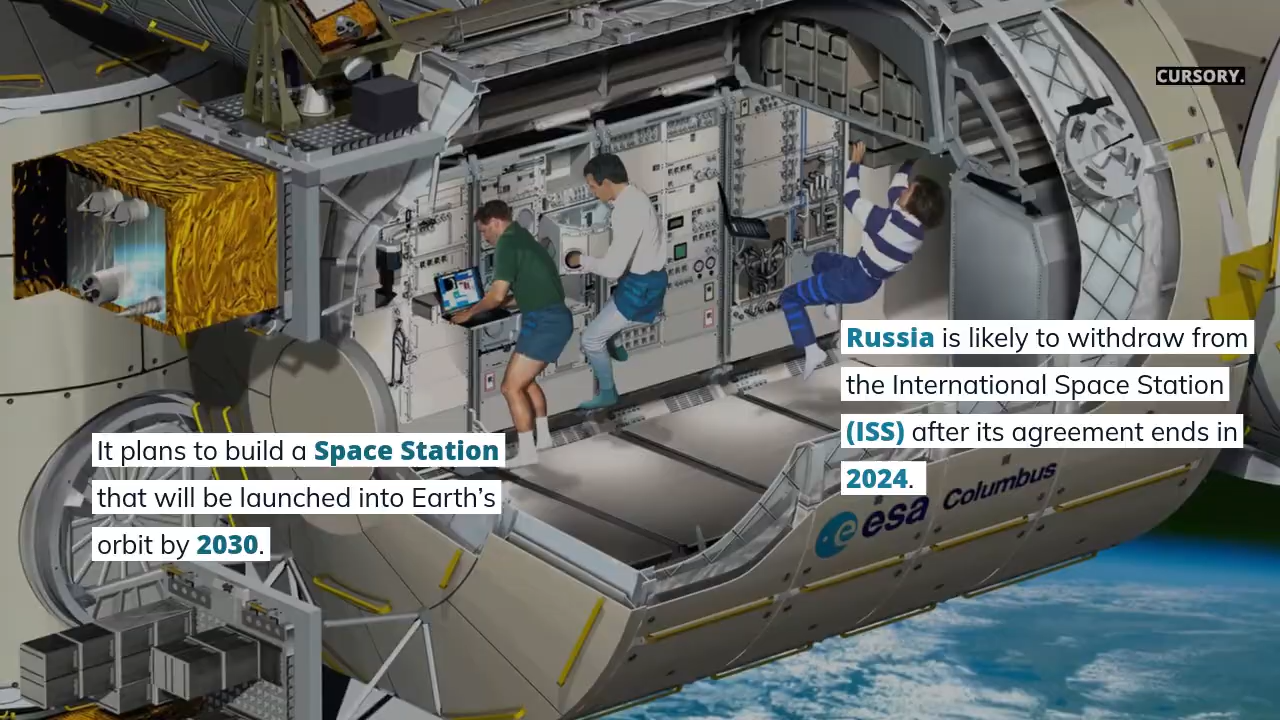 CURSORY.
Russia is likely to withdraw from
the International Space Station
(ISS) after its agreement ends in
2024.
It plans to build a Space Station
that will be launched into Earth’s
orbit by 2030.
esa Columbus